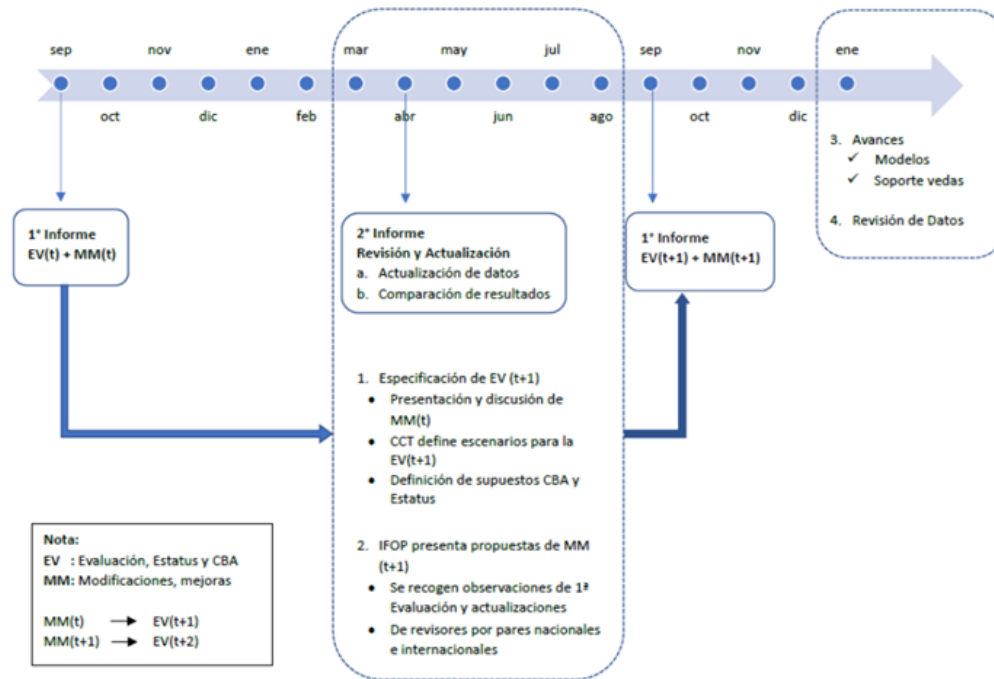 sep nov ene mar may jul sep nov ene
oct dic feb abr jun ago oct dic
1° Informe
EV(t) + MM(t)
2° Informe
Revisión y Actualización
a. Actualización de datos
b. Comparación de resultados
1° Informe
EV(t+1) + MM(t+1)
3. Avances
✓ Modelos
✓ Soporte vedas
4. Revisión de Datos
1. Especificación de EV (t+1)
• Presentación y discusión de
MM(t)
• CCT define escenarios para la
EV(t+1)
• Definición de supuestos CBA y
Estatus
2. IFOP presenta propuestas de MM
(t+1)
• Se recogen observaciones de 1ª
Evaluación y actualizaciones
• De revisores por pares nacionales
e internacionales
Nota:
EV : Evaluación, Estatus y CBA
MM: Modificaciones, mejoras
MM(t) → EV(t+1)
MM(t+1) → EV(t+2)